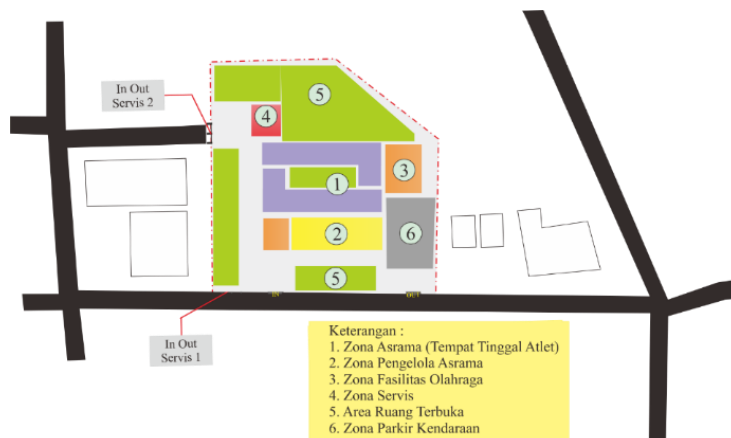 In Out
Servis 2
5
4
3
1
2
6
5
IN
OUT
In Out
Servis 1
Keterangan :
1. Zona Asrama (Tempat Tinggal Atlet)
2. Zona Pengelola Asrama
3. Zona Fasilitas Olahraga
4. Zona Servis
5. Area Ruang Terbuka
6. Zona Parkir Kendaraan